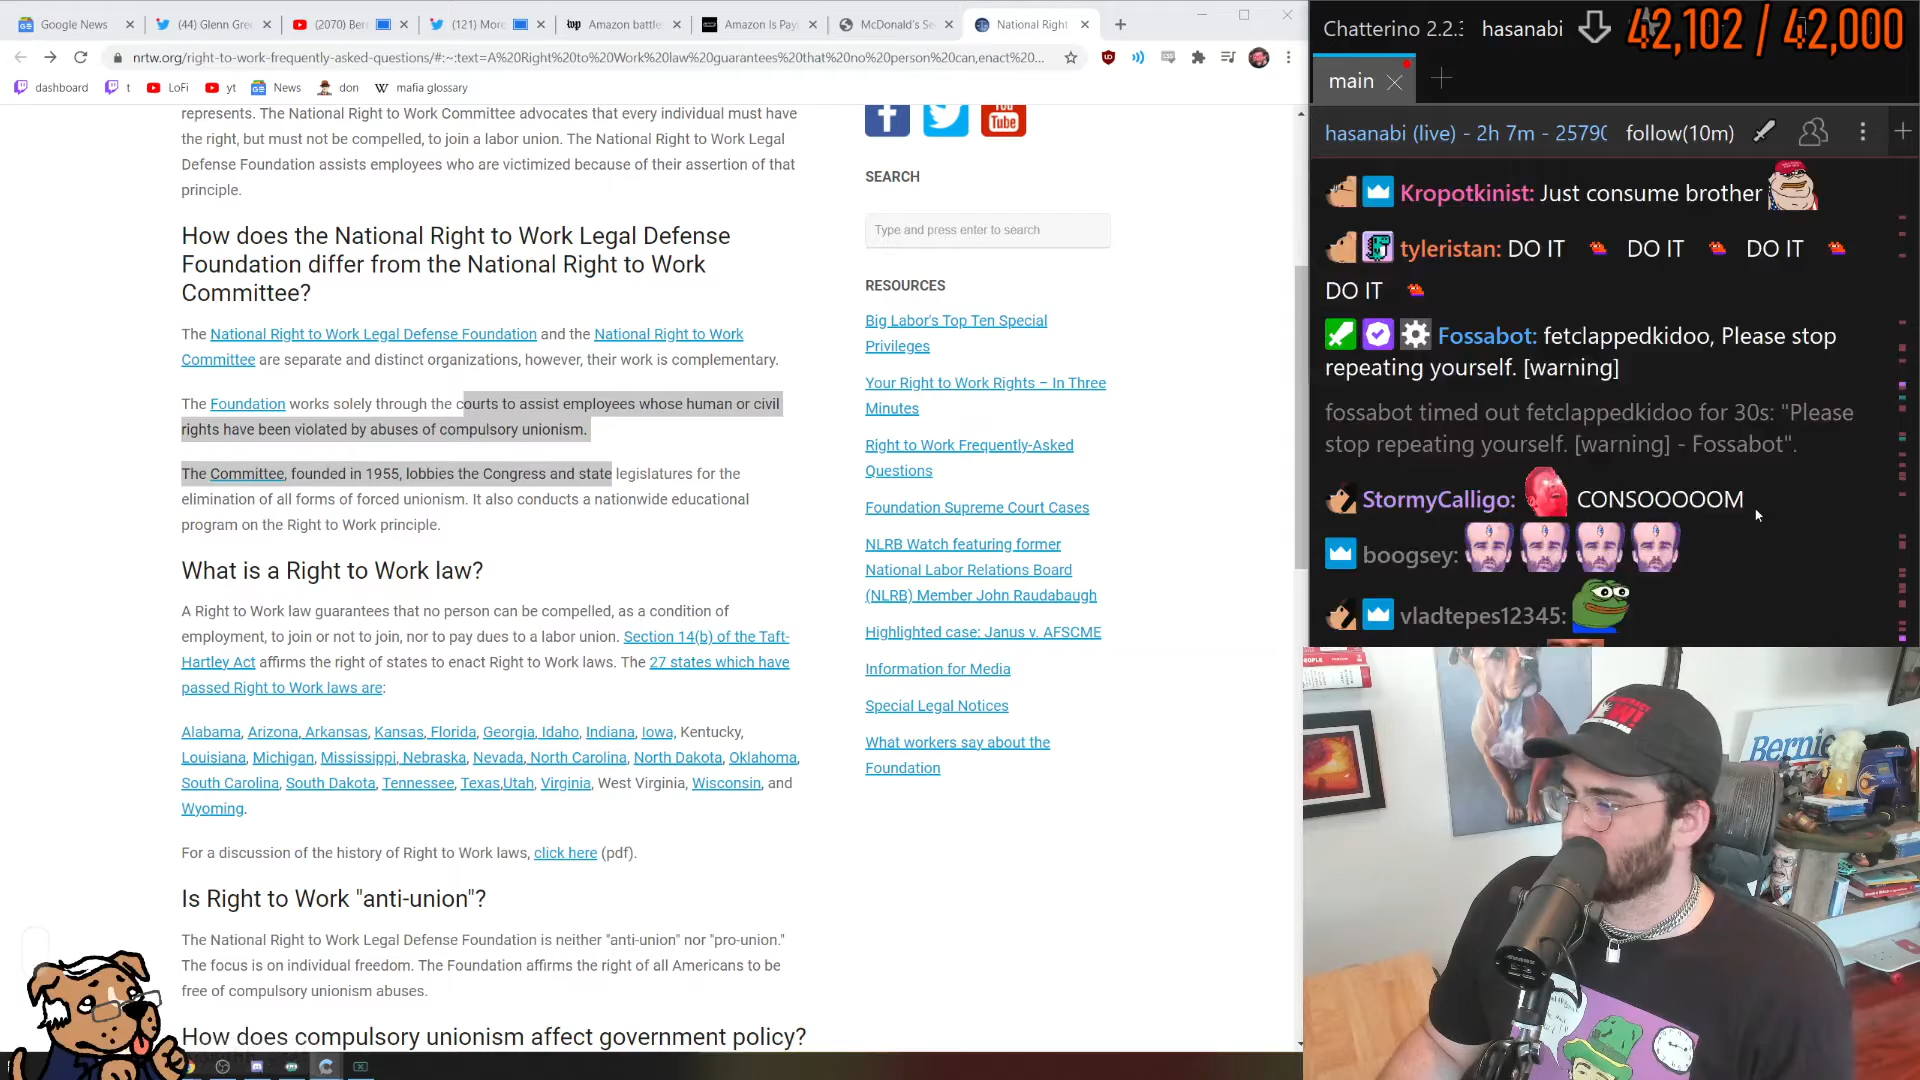 Google News
(44) Glenn Gree
(2070) Ber
(121) More
Amazon battle
Amazon Is Pay
McDonald's Se
National Right
nrtw.org/right-to-work-frequently-asked-questions/#:~:text=A%20Right%20to%20Work%20law%20guarantees%20that%20no%20person%20can,enact%20...
dashboard
t
LoFi
yt
News
don
mafia glossary
represents. The National Right to Work Committee advocates that every individual must have
the right, but must not be compelled, to join a labor union. The National Right to Work Legal
Defense Foundation assists employees who are victimized because of their assertion of that
principle.
How does the National Right to Work Legal Defense
Foundation differ from the National Right to Work
Committee?
The National Right to Work Legal Defense Foundation and the National Right to Work
Committee are separate and distinct organizations, however, their work is complementary.
The Foundation works solely through the courts to assist employees whose human or civil
rights have been violated by abuses of compulsory unionism.
The Committee, founded in 1955, lobbies the Congress and state legislatures for the
elimination of all forms of forced unionism. It also conducts a nationwide educational
program on the Right to Work principle.
What is a Right to Work law?
A Right to Work law guarantees that no person can be compelled, as a condition of
employment, to join or not to join, nor to pay dues to a labor union. Section 14(b) of the Taft-
Hartley Act affirms the right of states to enact Right to Work laws. The 27 states which have
passed Right to Work laws are:
Alabama, Arizona, Arkansas, Kansas, Florida, Georgia, Idaho, Indiana, Iowa, Kentucky,
Louisiana, Michigan, Mississippi, Nebraska, Nevada, North Carolina, North Dakota, Oklahoma,
South Carolina, South Dakota, Tennessee, Texas,Utah, Virginia, West Virginia, Wisconsin, and
Wyoming.
For a discussion of the history of Right to Work laws, click here (pdf).
Is Right to Work "anti-union"?
The National Right to Work Legal Defense Foundation is neither "anti-union" nor "pro-union."
The focus is on individual freedom. The Foundation affirms the right of all Americans to be
free of compulsory unionism abuses.
How does compulsory unionism affect government policy?
You
Tube
SEARCH
Type and press enter to search
RESOURCES
Big Labor's Top Ten Special
Privileges
Your Right to Work Rights – In Three
Minutes
Right to Work Frequently-Asked
Questions
Foundation Supreme Court Cases
NLRB Watch featuring former
National Labor Relations Board
(NLRB) Member John Raudabaugh
Highlighted case: Janus v. AFSCME
Information for Media
Special Legal Notices
What workers say about the
Foundation
Chatterino 2.2.
hasanabi
42,102 / 42,000
main
hasanabi (live) - 2h 7m - 2579
follow(10m)
Kropotkinist: Just consume brother
tyleristan: DO IT DO IT DO IT
DO IT
Fossabot: fetclappedkidoo, Please stop
repeating yourself. [warning]
fossabot timed out fetclappedkidoo for 30s: "Please
stop repeating yourself. [warning] - Fossabot".
StormyCalligo: CONSOOOOOM
boogsey:
vladtepes12345:
Bernie